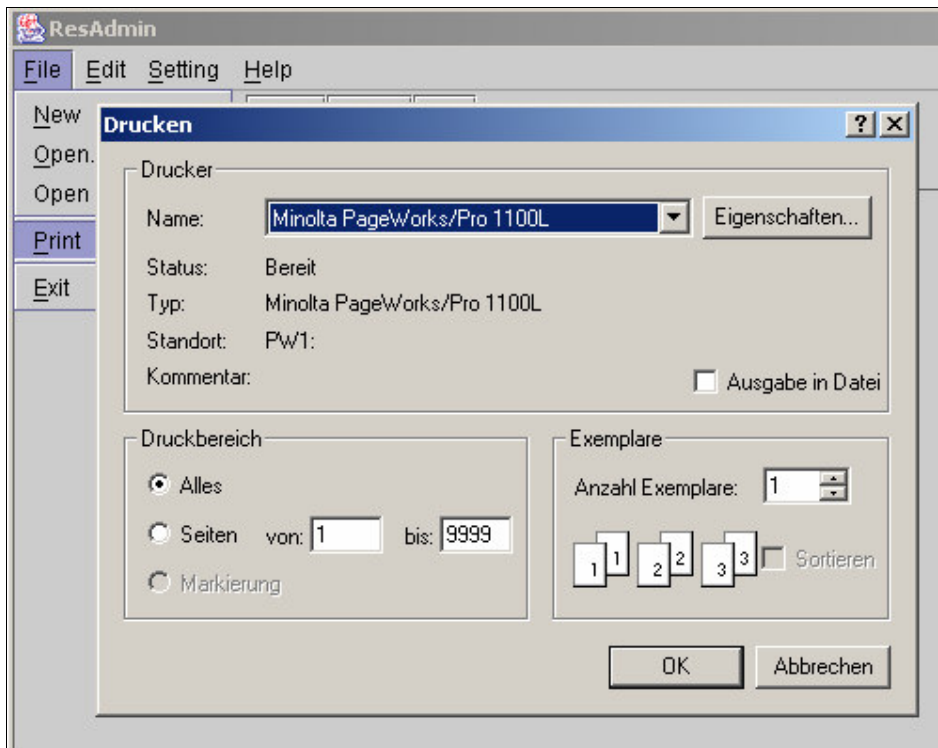 ResAdmin
File Edit Setting Help
New
Open.
Open
Print
Exit
Drucken
Drucker
Name: Minolta PageWorks/Pro 1100L Eigenschaften...
Status: Bereit
Typ: Minolta PageWorks/Pro 1100L
Standort: PW1:
Kommentar:
Ausgabe in Datei
Druckbereich
Alles
Seiten von: 1 bis: 9999
Markierung
Exemplare
Anzahl Exemplare: 1
1 1 2 2 3 3 Sortieren
OK Abbrechen